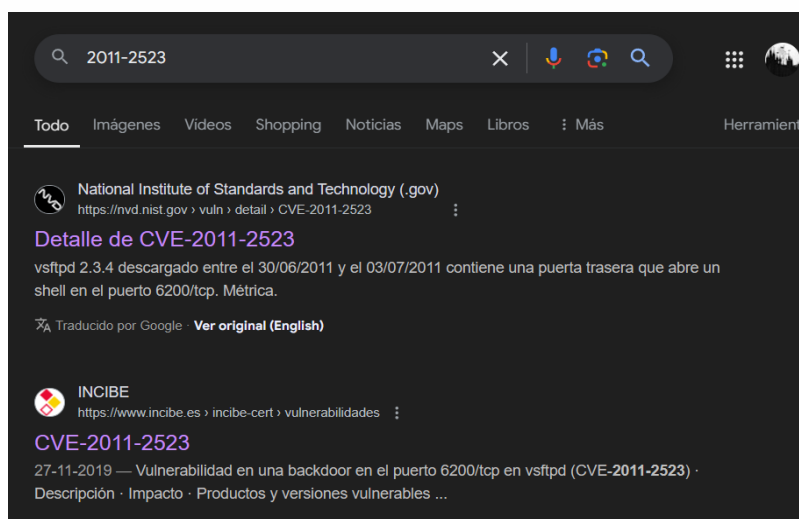 2011-2523
Todo Imágenes Vídeos Shopping Noticias Maps Libros Más Herramient
National Institute of Standards and Technology (.gov)
https://nvd.nist.gov › vuln › detail › CVE-2011-2523
Detalle de CVE-2011-2523
vsftpd 2.3.4 descargado entre el 30/06/2011 y el 03/07/2011 contiene una puerta trasera que abre un
shell en el puerto 6200/tcp. Métrica.
Traducido por Google · Ver original (English)
INCIBE
https://www.incibe.es › incibe-cert › vulnerabilidades
CVE-2011-2523
27-11-2019 — Vulnerabilidad en una backdoor en el puerto 6200/tcp en vsftpd (CVE-2011-2523) ·
Descripción · Impacto · Productos y versiones vulnerables ...